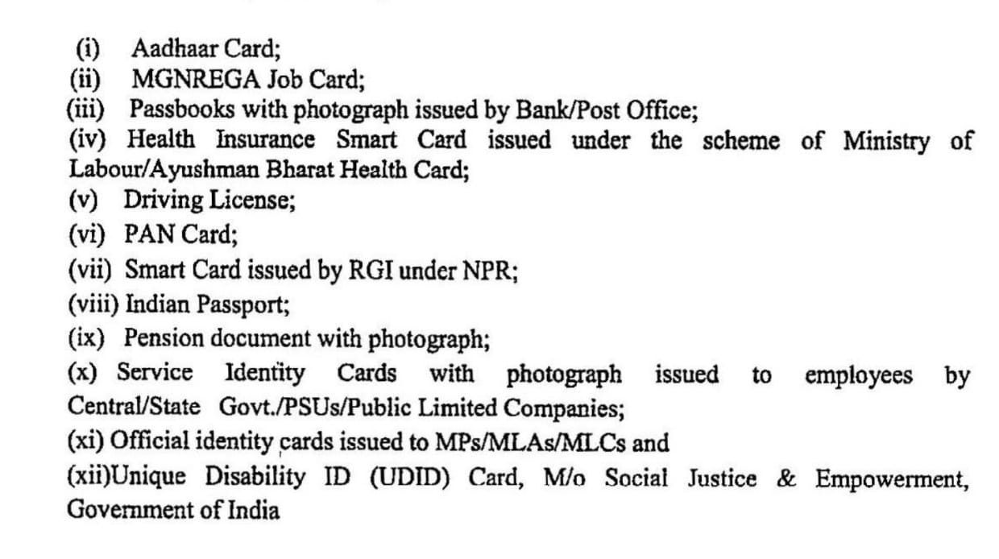 (i) Aadhaar Card;
(ii) MGNREGA Job Card;
(iii) Passbooks with photograph issued by Bank/Post Office;
(iv) Health Insurance Smart Card issued under the scheme of Ministry of
Labour/Ayushman Bharat Health Card;
(v) Driving License;
(vi) PAN Card;
(vii) Smart Card issued by RGI under NPR;
(viii) Indian Passport;
(ix) Pension document with photograph;
(x) Service Identity Cards with photograph issued to employees by
Central/State Govt./PSUs/Public Limited Companies;
(xi) Official identity cards issued to MPs/MLAs/MLCs and
(xii)Unique Disability ID (UDID) Card, M/o Social Justice & Empowerment,
Government of India